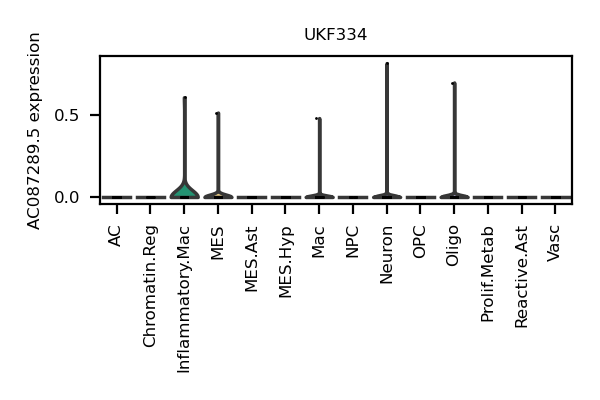 UKF334
AC087289.5 expression
0.5
0.0
AC
Chromatin.Reg
Inflammatory.Mac
MES
MES.Ast
MES.Hyp
Mac
NPC
Neuron
OPC
Oligo
Prolif.Metab
Reactive.Ast
Vasc